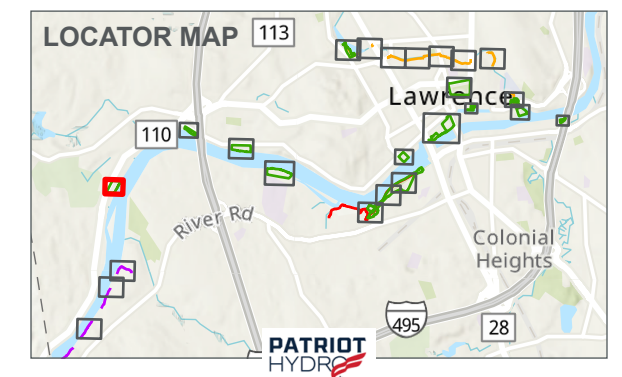 LOCATOR MAP
113
Lawrence
110
River Rd
Colonial
Heights
495
28
PATRIOT
HYDRO